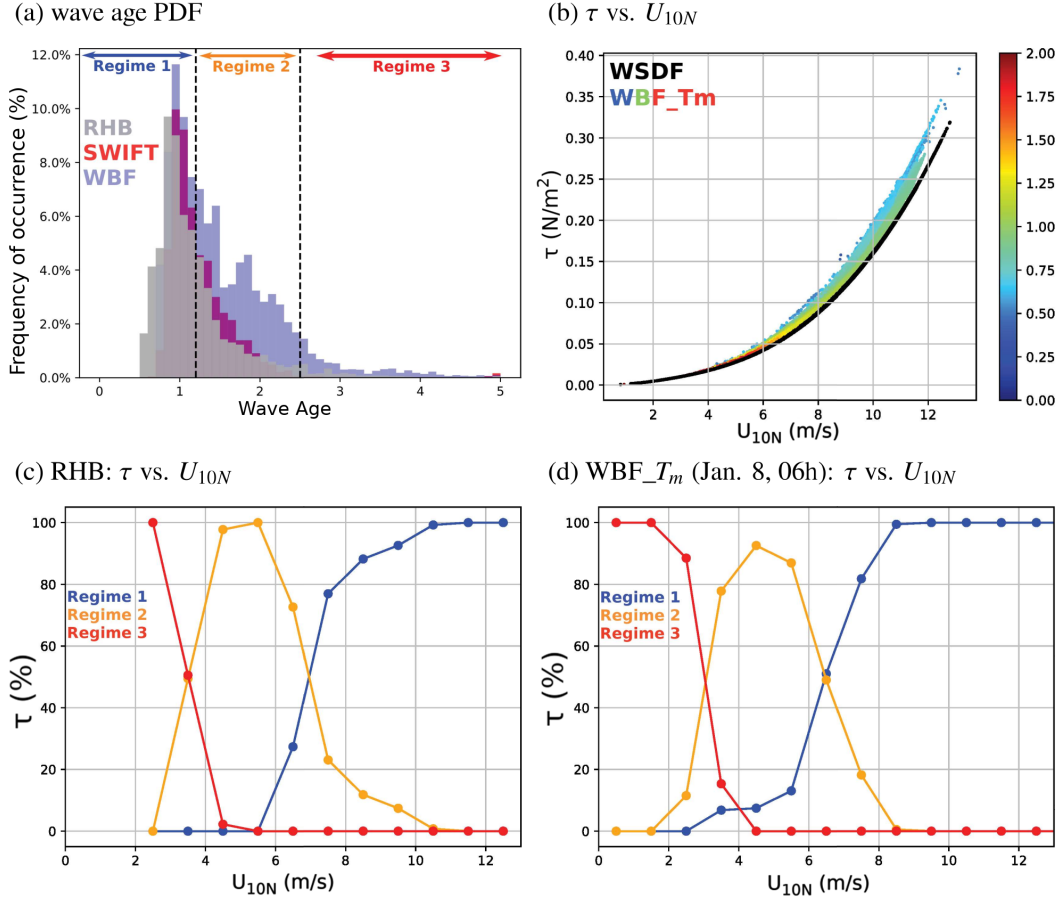 (a) wave age PDF
Frequency of occurrence (%)
12.0%
10.0%
8.0%
6.0%
4.0%
2.0%
0.0%
Regime 1
Regime 2
Regime 3
RHB
SWIFT
WBF
0 1 2 3 4 5
Wave Age
(b) τ vs. U10N
τ (N/m²)
0.40
0.35
0.30
0.25
0.20
0.15
0.10
0.05
0.00
WSDF
WBF_Tm
2 4 6 8 10 12
U10N (m/s)
2.00
1.75
1.50
1.25
1.00
0.75
0.50
0.25
0.00
(c) RHB: τ vs. U10N
τ (%)
100
80
60
40
20
0
Regime 1
Regime 2
Regime 3
0 2 4 6 8 10 12
U10N (m/s)
(d) WBF_Tm (Jan. 8, 06h): τ vs. U10N
τ (%)
100
80
60
40
20
0
Regime 1
Regime 2
Regime 3
0 2 4 6 8 10 12
U10N (m/s)